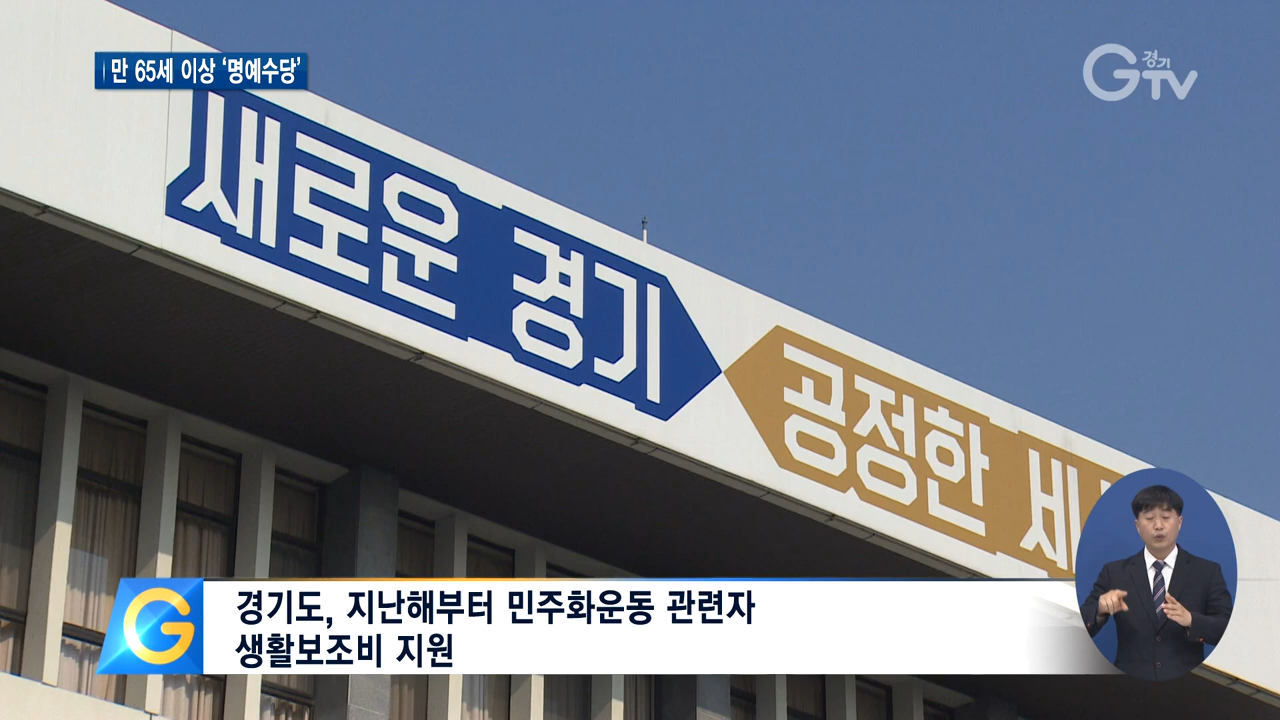 만 65세 이상 '명예수당'
경기
GTV
새로운 경기
공정한 세
경기도, 지난해부터 민주화운동 관련자
생활보조비 지원
G